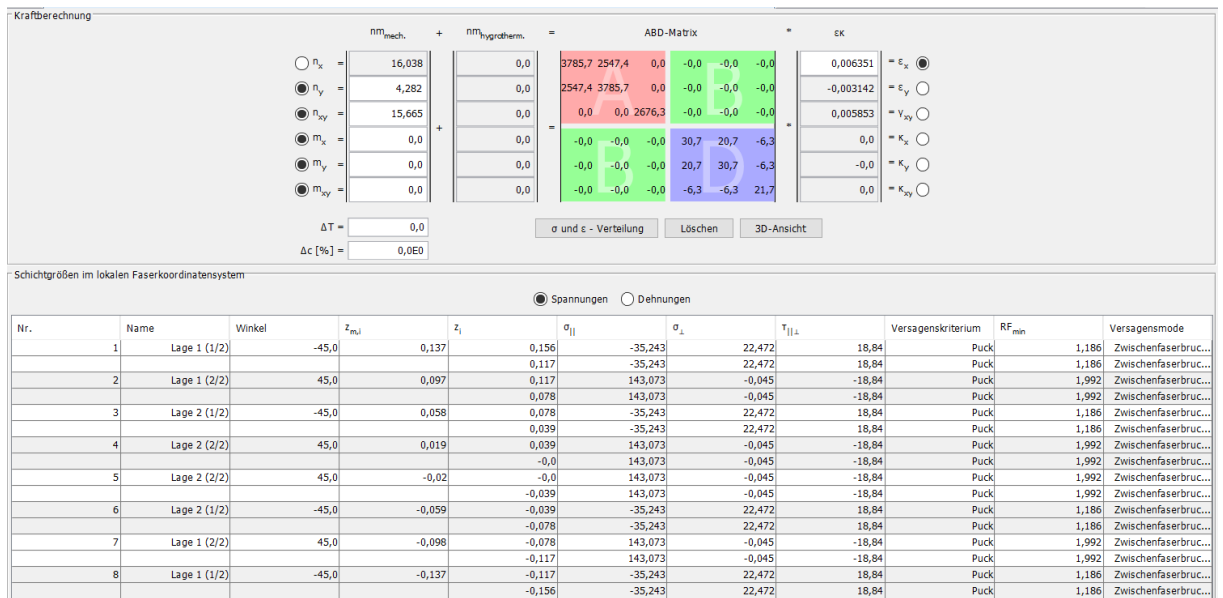 Kraftberechnung
nm mech. + nm hygrotherm. = ABD-Matrix * εκ
n x = 16,038 0,0 3785,7 2547,4 0,0 -0,0 -0,0 -0,0 0,006351 = ε x
n y = 4,282 0,0 2547,4 3785,7 0,0 -0,0 -0,0 -0,0 -0,003142 = ε y
n xy = 15,665 0,0 0,0 0,0 2676,3 -0,0 -0,0 -0,0 0,005853 = γ xy
A B
+ = *
m x = 0,0 0,0 -0,0 -0,0 -0,0 30,7 20,7 -6,3 0,0 = κ x
m y = 0,0 0,0 -0,0 -0,0 -0,0 20,7 30,7 -6,3 -0,0 = κ y
m xy = 0,0 0,0 -0,0 -0,0 -0,0 -6,3 -6,3 21,7 0,0 = κ xy
B D
ΔT = 0,0 σ und ε - Verteilung Löschen 3D-Ansicht
Δc [%] = 0,0E0
Schichtgrößen im lokalen Faserkoordinatensystem
Spannungen Dehnungen
Nr. Name Winkel z m,i z i σ || σ ⊥ τ ||⊥ Versagenskriterium RF min Versagensmode
1 Lage 1 (1/2) -45,0 0,137 0,156 -35,243 22,472 18,84 Puck 1,186 Zwischenfaserbruc...
0,117 -35,243 22,472 18,84 Puck 1,186 Zwischenfaserbruc...
2 Lage 1 (2/2) 45,0 0,097 0,117 143,073 -0,045 -18,84 Puck 1,992 Zwischenfaserbruc...
0,078 143,073 -0,045 -18,84 Puck 1,992 Zwischenfaserbruc...
3 Lage 2 (1/2) -45,0 0,058 0,078 -35,243 22,472 18,84 Puck 1,186 Zwischenfaserbruc...
0,039 -35,243 22,472 18,84 Puck 1,186 Zwischenfaserbruc...
4 Lage 2 (2/2) 45,0 0,019 0,039 143,073 -0,045 -18,84 Puck 1,992 Zwischenfaserbruc...
-0,0 143,073 -0,045 -18,84 Puck 1,992 Zwischenfaserbruc...
5 Lage 2 (2/2) 45,0 -0,02 -0,0 143,073 -0,045 -18,84 Puck 1,992 Zwischenfaserbruc...
-0,039 143,073 -0,045 -18,84 Puck 1,992 Zwischenfaserbruc...
6 Lage 2 (1/2) -45,0 -0,059 -0,039 -35,243 22,472 18,84 Puck 1,186 Zwischenfaserbruc...
-0,078 -35,243 22,472 18,84 Puck 1,186 Zwischenfaserbruc...
7 Lage 1 (2/2) 45,0 -0,098 -0,078 143,073 -0,045 -18,84 Puck 1,992 Zwischenfaserbruc...
-0,117 143,073 -0,045 -18,84 Puck 1,992 Zwischenfaserbruc...
8 Lage 1 (1/2) -45,0 -0,137 -0,117 -35,243 22,472 18,84 Puck 1,186 Zwischenfaserbruc...
-0,156 -35,243 22,472 18,84 Puck 1,186 Zwischenfaserbruc...